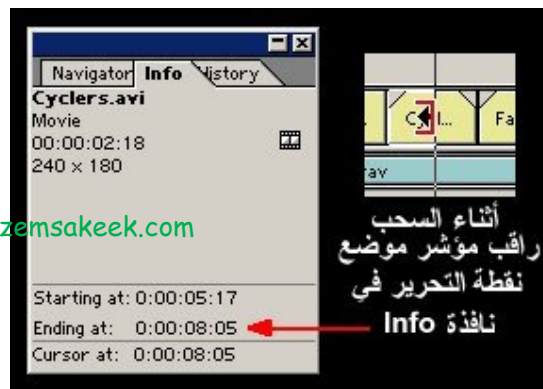 Navigator Info History
Cyclers.avi
Movie
00:00:02:18
240 x 180
zemsakeek.com
Starting at: 0:00:05:17
Ending at: 0:00:08:05
Cursor at: 0:00:08:05
Fa
av
أثناء السحب
راقب مؤشر موضع
نقطة التحرير في
نافذة Info